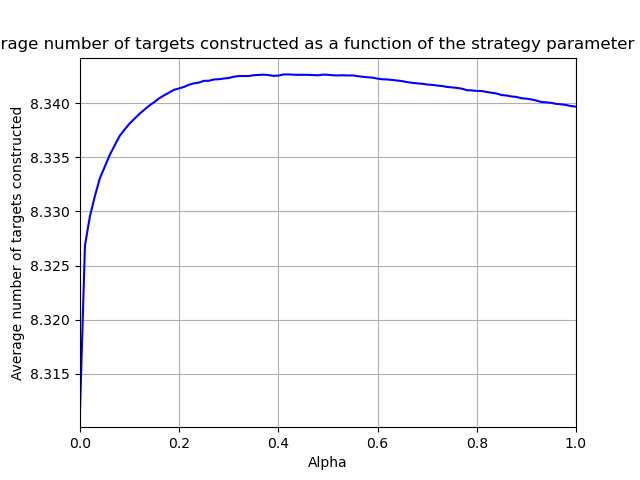 rage number of targets constructed as a function of the strategy parameter
Average number of targets constructed
8.340
8.335
8.330
8.325
8.320
8.315
0.0 0.2 0.4 0.6 0.8 1.0
Alpha